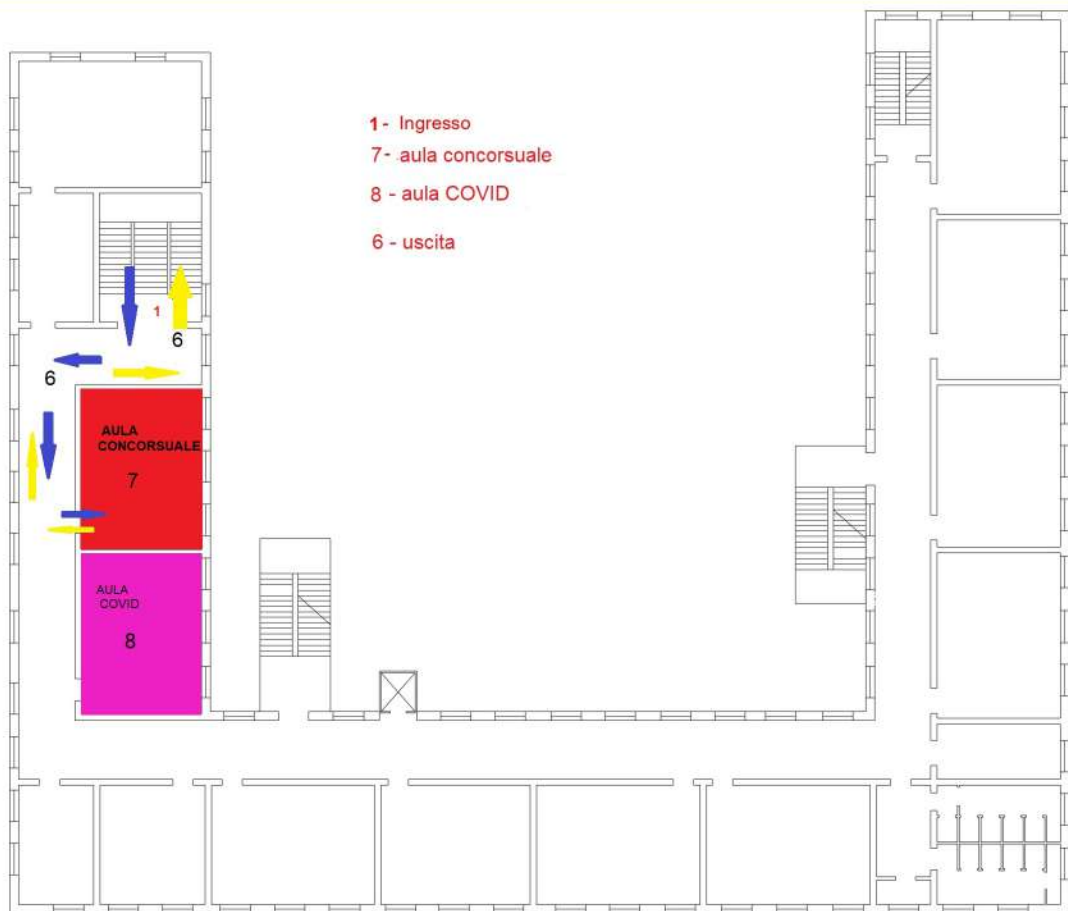 1 - Ingresso
7- aula concorsuale
8 - aula COVID
6 - uscita
1
6
6
AULA
CONCORSUALE
7
AULA
COVID
8